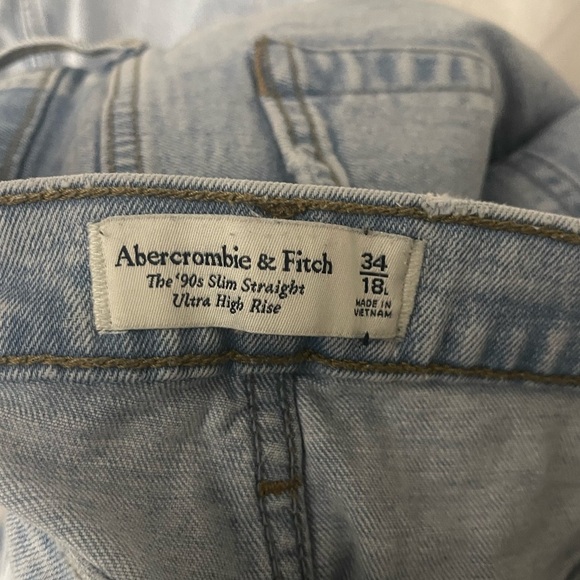 Abercrombie & Fitch
The '90s Slim Straight
Ultra High Rise
34
18L
MADE IN
VIETNAM